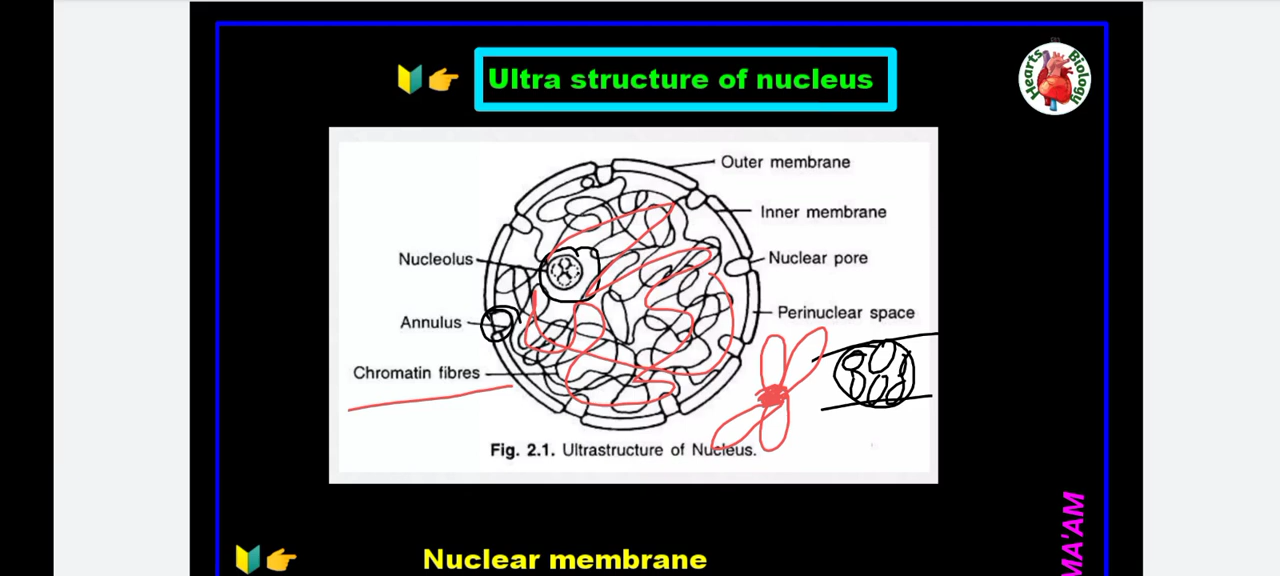 Ultra structure of nucleus
Hearts Biology
Outer membrane
Inner membrane
Nucleolus
Nuclear pore
Perinuclear space
Annulus
Chromatin fibres
Fig. 2.1. Ultrastructure of Nucleus.
Nuclear membrane
MA'AM